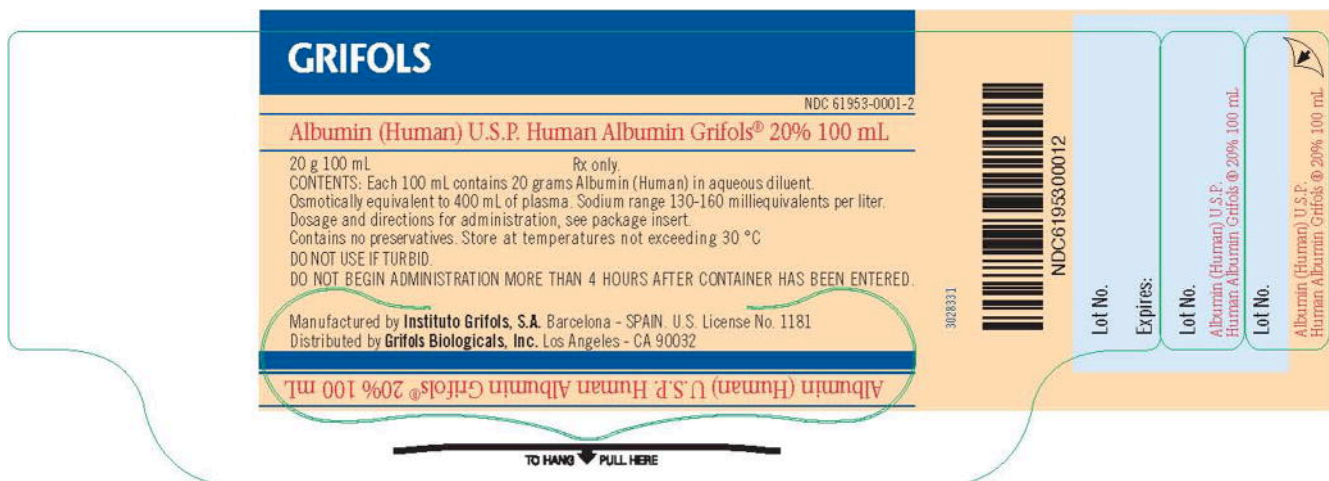 GRIFOLS
NDC 61953-0001-2
Albumin (Human) U.S.P. Human Albumin Grifols® 20% 100 mL
20 g 100 mL Rx only.
CONTENTS: Each 100 mL contains 20 grams Albumin (Human) in aqueous diluent.
Osmotically equivalent to 400 mL of plasma. Sodium range 130-160 milliequivalents per liter.
Dosage and directions for administration, see package insert.
Contains no preservatives. Store at temperatures not exceeding 30 °C
DO NOT USE IF TURBID.
DO NOT BEGIN ADMINISTRATION MORE THAN 4 HOURS AFTER CONTAINER HAS BEEN ENTERED.
Manufactured by Instituto Grifols, S.A. Barcelona - SPAIN. U.S. License No. 1181
Distributed by Grifols Biologicals, Inc. Los Angeles - CA 90032
Albumin (Human) U.S.P. Human Albumin Grifols® 20% 100 mL
TO HANG PULL HERE
3028331
NDC61953000012
Lot No.
Expires:
Lot No.
Albumin (Human) U.S.P.
Human Albumin Grifols ® 20% 100 mL
Lot No.
Albumin (Human) U.S.P.
Human Albumin Grifols ® 20% 100 mL